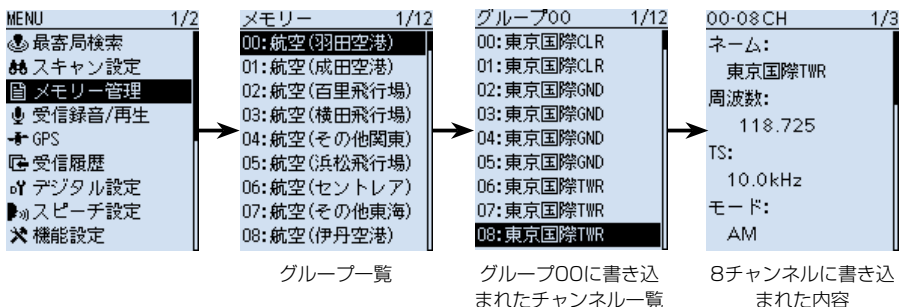 MENU 1/2
最寄局検索
スキャン設定
メモリー管理
受信録音/再生
GPS
受信履歴
デジタル設定
スピーチ設定
機能設定
メモリー 1/12
00:航空(羽田空港)
01:航空(成田空港)
02:航空(百里飛行場)
03:航空(横田飛行場)
04:航空(その他関東)
05:航空(浜松飛行場)
06:航空(セントレア)
07:航空(その他東海)
08:航空(伊丹空港)
グループ一覧
グループ00 1/12
00:東京国際CLR
01:東京国際CLR
02:東京国際GND
03:東京国際GND
04:東京国際GND
05:東京国際GND
06:東京国際TWR
07:東京国際TWR
08:東京国際TWR
グループ00に書き込
まれたチャンネル一覧
00-08CH 1/3
ネーム:
東京国際TWR
周波数:
118.725
TS:
10.0kHz
モード:
AM
8チャンネルに書き込
まれた内容